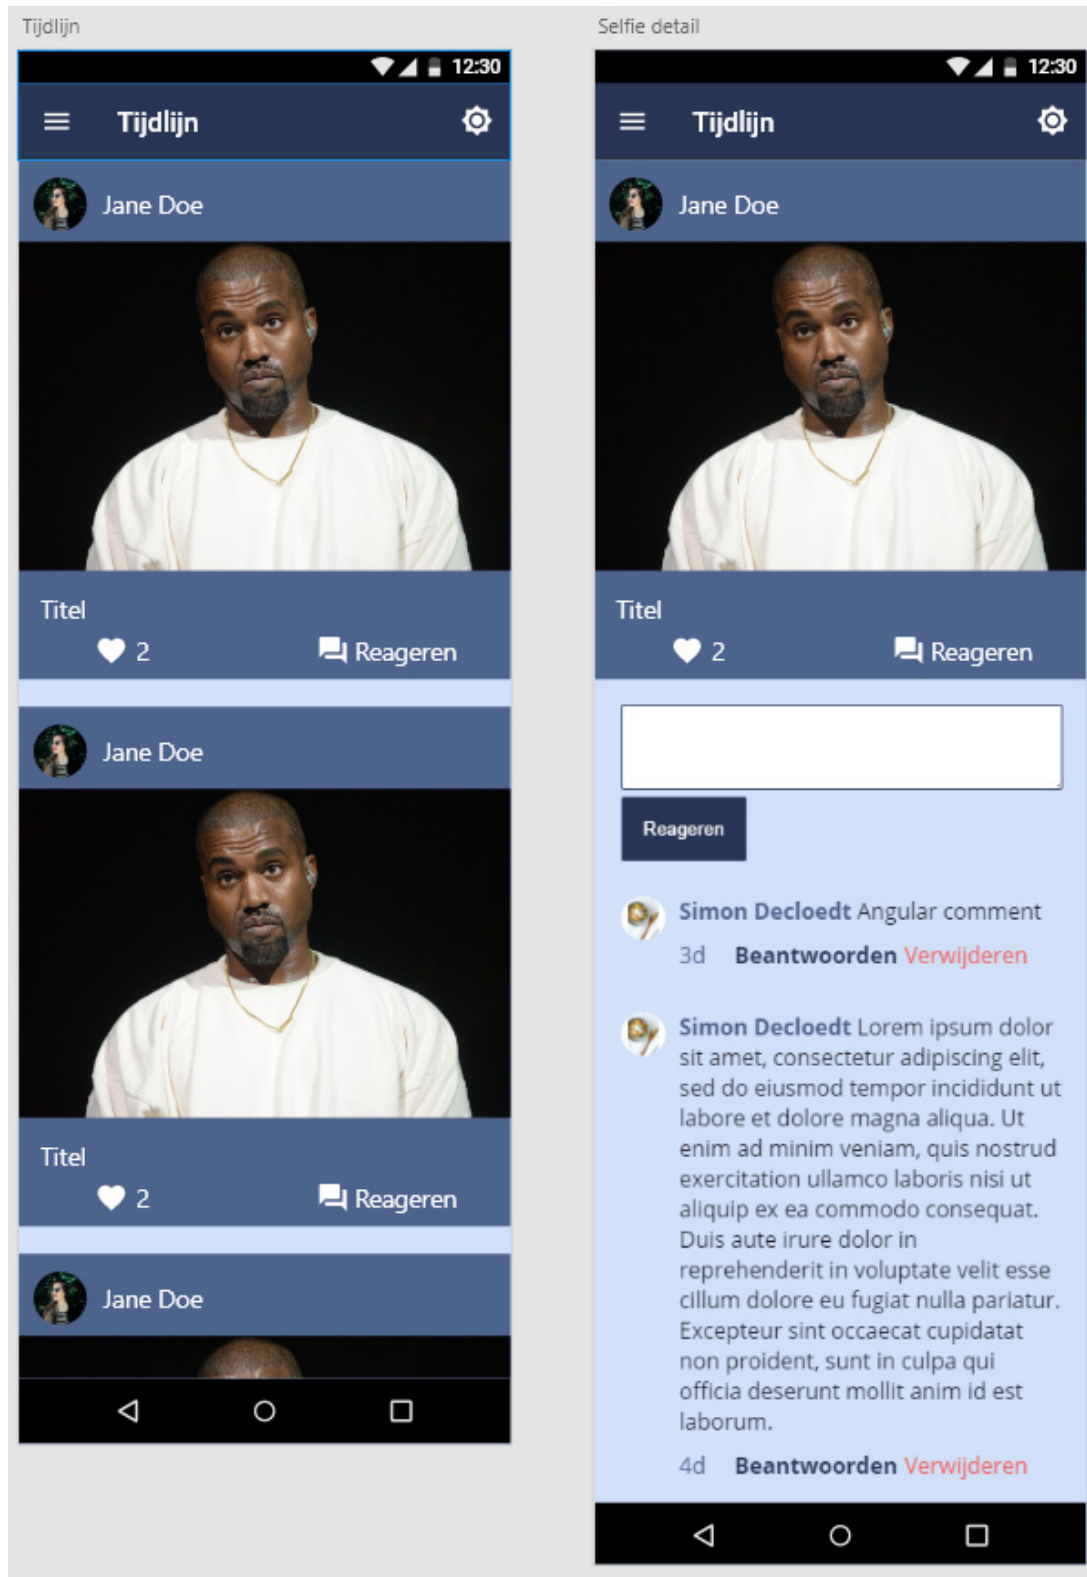 Tijdlijn
12:30
Tijdlijn
Jane Doe
Titel
2 Reageren
Jane Doe
Titel
2 Reageren
Jane Doe
Selfie detail
12:30
Tijdlijn
Jane Doe
Titel
2 Reageren
Reageren
Simon Decloedt Angular comment
3d Beantwoorden Verwijderen
Simon Decloedt Lorem ipsum dolor
sit amet, consectetur adipiscing elit,
sed do eiusmod tempor incididunt ut
labore et dolore magna aliqua. Ut
enim ad minim veniam, quis nostrud
exercitation ullamco laboris nisi ut
aliquip ex ea commodo consequat.
Duis aute irure dolor in
reprehenderit in voluptate velit esse
cillum dolore eu fugiat nulla pariatur.
Excepteur sint occaecat cupidatat
non proident, sunt in culpa qui
officia deserunt mollit anim id est
laborum.
4d Beantwoorden Verwijderen